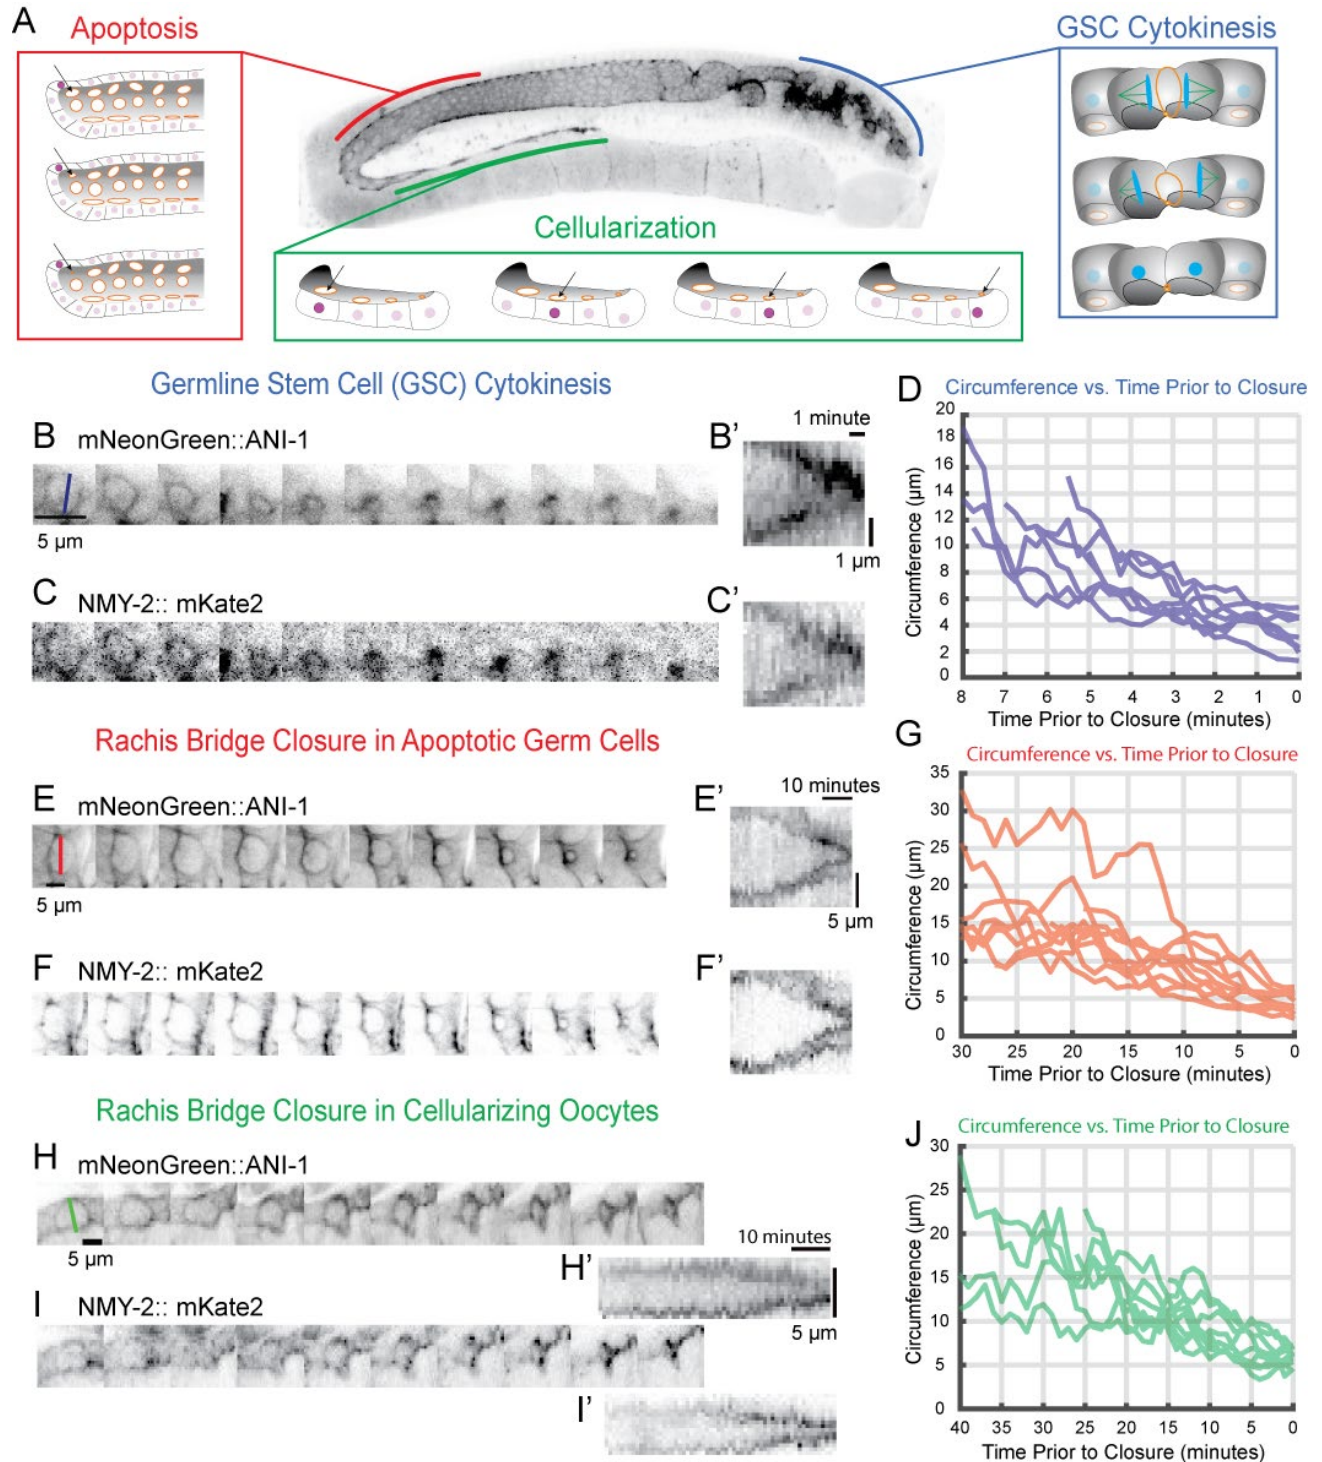 A
Apoptosis
GSC Cytokinesis
Cellularization
Germline Stem Cell (GSC) Cytokinesis
B
mNeonGreen::ANI-1
5 µm
B'
1 minute
1 µm
C
NMY-2:: mKate2
C'
D
Circumference vs. Time Prior to Closure
Circumference (µm)
20
18
16
14
12
10
8
6
4
2
0
8 7 6 5 4 3 2 1 0
Time Prior to Closure (minutes)
Rachis Bridge Closure in Apoptotic Germ Cells
E
mNeonGreen::ANI-1
5 µm
E'
10 minutes
5 µm
F
NMY-2:: mKate2
F'
G
Circumference vs. Time Prior to Closure
Circumference (µm)
35
30
25
20
15
10
5
0
30 25 20 15 10 5 0
Time Prior to Closure (minutes)
Rachis Bridge Closure in Cellularizing Oocytes
H
mNeonGreen::ANI-1
5 µm
H'
10 minutes
5 µm
I
NMY-2:: mKate2
I'
J
Circumference vs. Time Prior to Closure
Circumference (µm)
30
25
20
15
10
5
0
40 35 30 25 20 15 10 5 0
Time Prior to Closure (minutes)